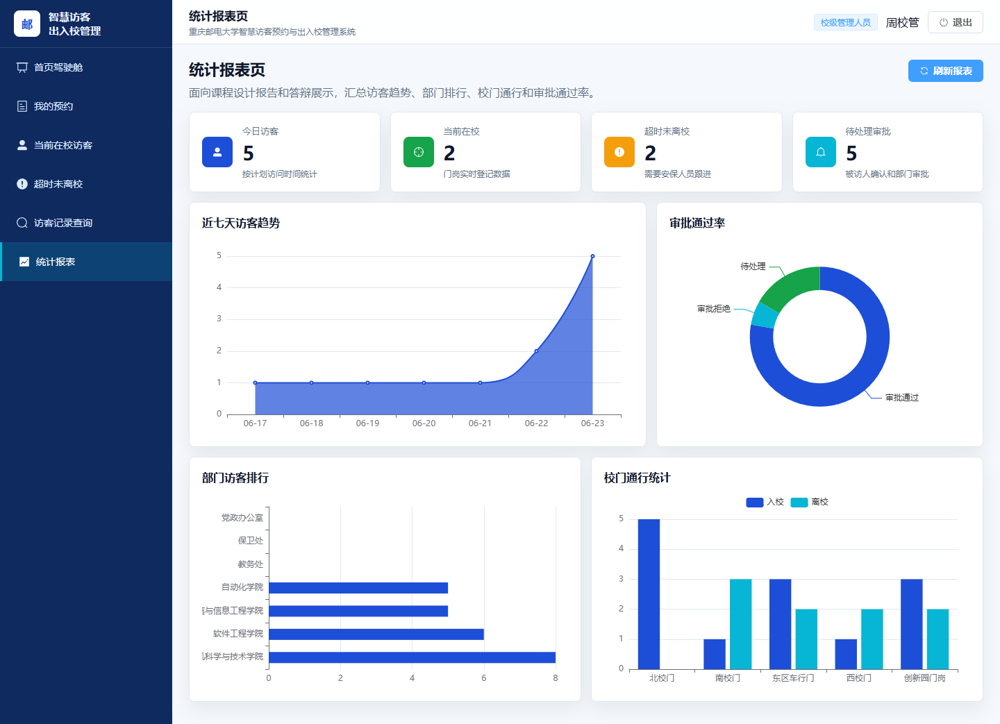 邮
智慧访客
出入校管理
首页驾驶舱
我的预约
当前在校访客
超时未离校
访客记录查询
统计报表
统计报表页
重庆邮电大学智慧访客预约与出入校管理系统
校级管理人员
周校管
退出
统计报表页
面向课程设计报告和答辩展示，汇总访客趋势、部门排行、校门通行和审批通过率。
刷新报表
今日访客
5
按计划访问时间统计
当前在校
2
门岗实时登记数据
超时未离校
2
需要安保人员跟进
待处理审批
5
被访人确认和部门审批
近七天访客趋势
5
4
3
2
1
0
06-17 06-18 06-19 06-20 06-21 06-22 06-23
审批通过率
待处理
审批拒绝
审批通过
部门访客排行
党政办公室
保卫处
教务处
自动化学院
与信息工程学院
软件工程学院
科学与技术学院
0 2 4 6 8
校门通行统计
入校 离校
5
4
3
2
1
0
北校门 南校门 东区车行门 西校门 创新园门岗